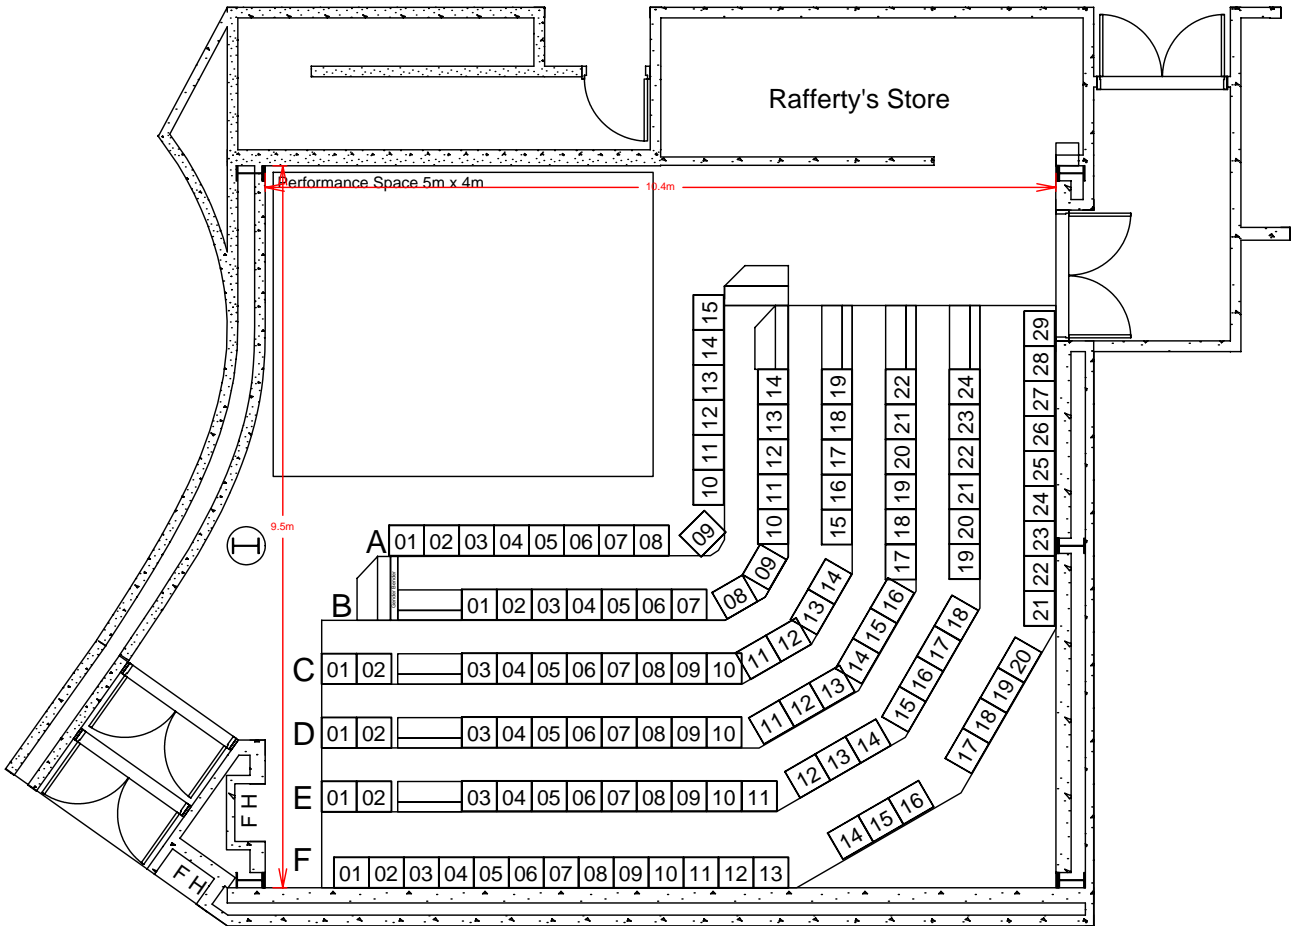 Rafferty's Store
Performance Space 5m x 4m
10.4m
9.5m
A 01 02 03 04 05 06 07 08 09 10 11 12 13 14 15
B 01 02 03 04 05 06 07 08 09 10 11 12 13 14
C 01 02 03 04 05 06 07 08 09 10 11 12 13 14 15 16 17 18 19
D 01 02 03 04 05 06 07 08 09 10 11 12 13 14 15 16 17 18 19 20 21 22
E 01 02 03 04 05 06 07 08 09 10 11 12 13 14 15 16 17 18 19 20 21 22 23 24
F 01 02 03 04 05 06 07 08 09 10 11 12 13 14 15 16 17 18 19 20 21 22 23 24 25 26 27 28 29
FH
FH